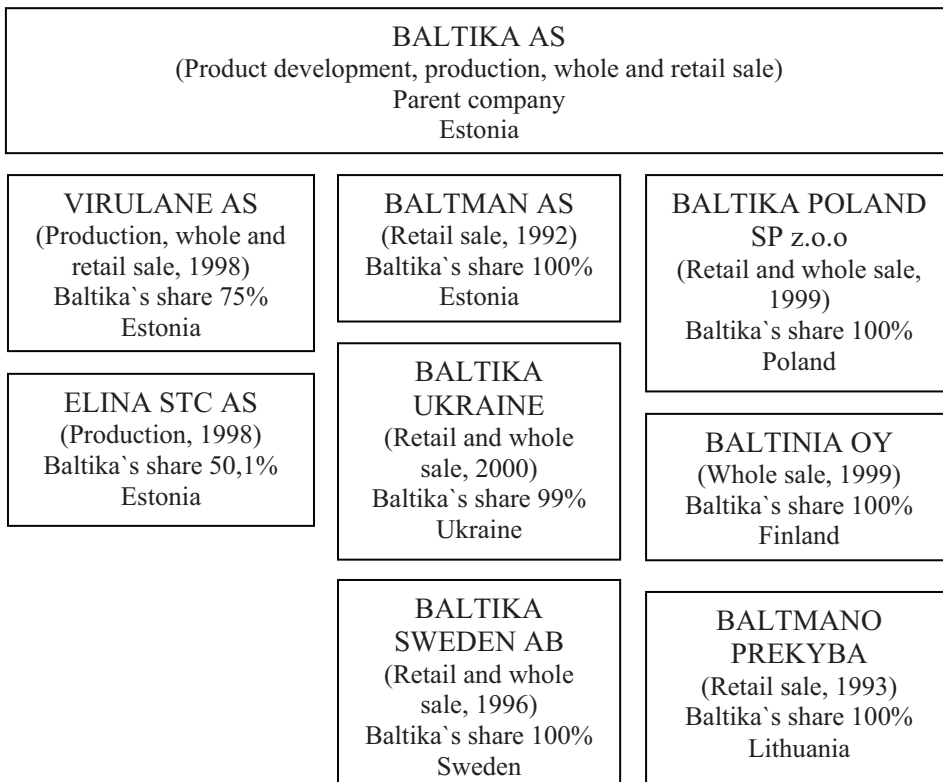 BALTIKA AS
(Product development, production, whole and retail sale)
Parent company
Estonia
VIRULANE AS
(Production, whole and
retail sale, 1998)
Baltika`s share 75%
Estonia
ELINA STC AS
(Production, 1998)
Baltika`s share 50,1%
Estonia
BALTMAN AS
(Retail sale, 1992)
Baltika`s share 100%
Estonia
BALTIKA
UKRAINE
(Retail and whole
sale, 2000)
Baltika`s share 99%
Ukraine
BALTIKA
SWEDEN AB
(Retail and whole
sale, 1996)
Baltika`s share 100%
Sweden
BALTIKA POLAND
SP z.o.o
(Retail and whole sale,
1999)
Baltika`s share 100%
Poland
BALTINIA OY
(Whole sale, 1999)
Baltika`s share 100%
Finland
BALTMANO
PREKYBA
(Retail sale, 1993)
Baltika`s share 100%
Lithuania